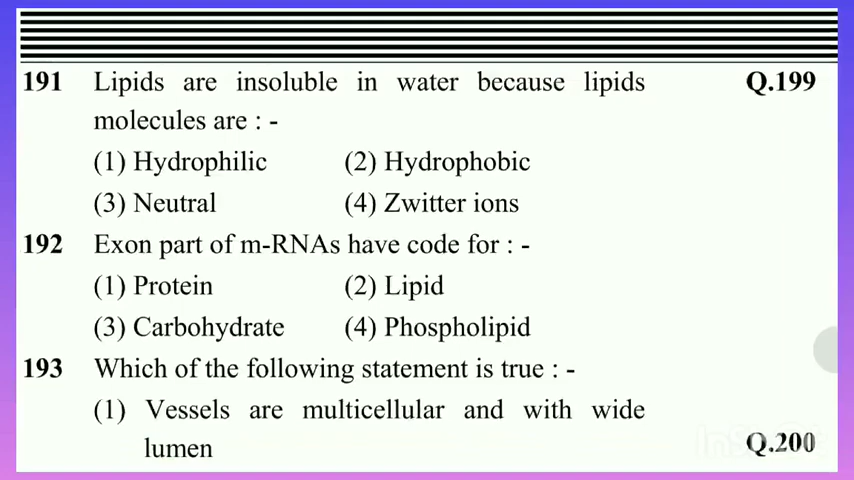 191 Lipids are insoluble in water because lipids
molecules are : -
(1) Hydrophilic (2) Hydrophobic
(3) Neutral (4) Zwitter ions
192 Exon part of m-RNAs have code for : -
(1) Protein (2) Lipid
(3) Carbohydrate (4) Phospholipid
193 Which of the following statement is true : -
(1) Vessels are multicellular and with wide
lumen
Q.199
Q.200